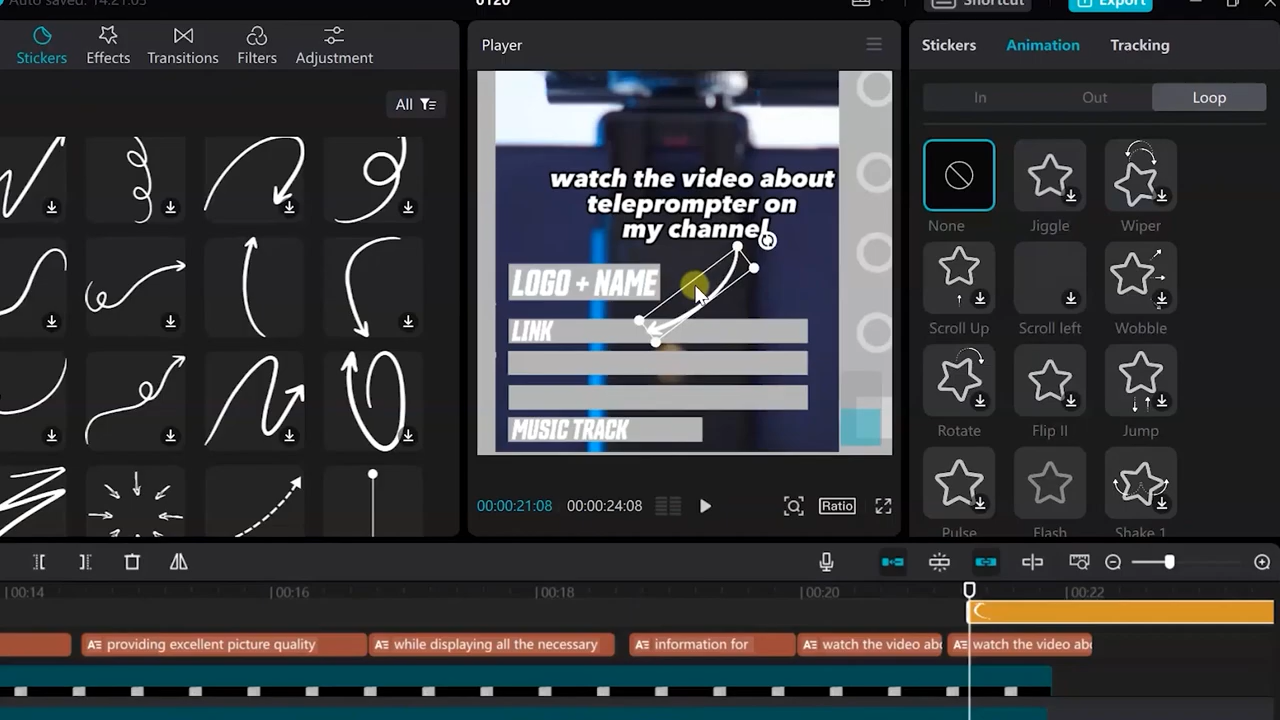 Auto saved: 14:21:05
0120
Shortcut
Export
Stickers
Effects
Transitions
Filters
Adjustment
All
Player
watch the video about
teleprompter on
my channel
LOGO + NAME
LINK
MUSIC TRACK
00:00:21:08
00:00:24:08
Ratio
Stickers
Animation
Tracking
In
Out
Loop
None
Jiggle
Wiper
Scroll Up
Scroll left
Wobble
Rotate
Flip II
Jump
Pulse
Flash
Shake 1
00:14
00:16
00:18
00:20
00:22
providing excellent picture quality
while displaying all the necessary
information for
watch the video abo
watch the video abo